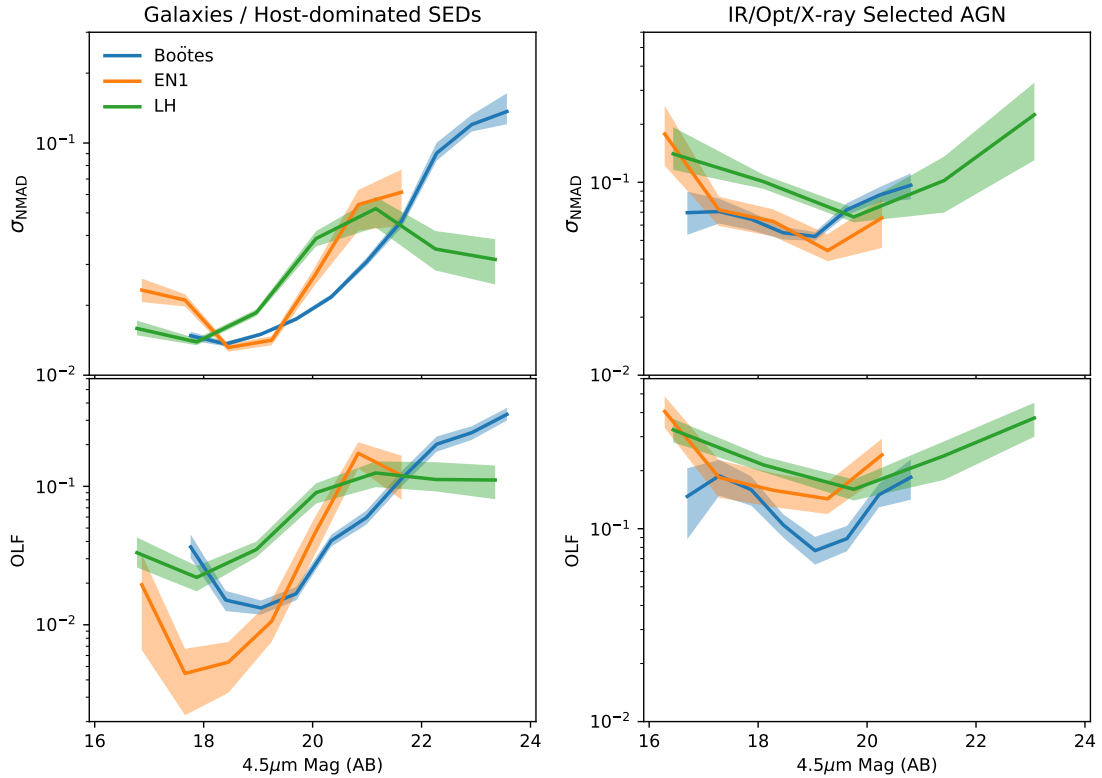 Galaxies / Host-dominated SEDs
IR/Opt/X-ray Selected AGN
Boötes
EN1
LH
10⁻¹
10⁻²
σNMAD
10⁻¹
10⁻²
σNMAD
10⁻¹
10⁻²
OLF
10⁻¹
10⁻²
OLF
16 18 20 22 24
4.5μm Mag (AB)
16 18 20 22 24
4.5μm Mag (AB)